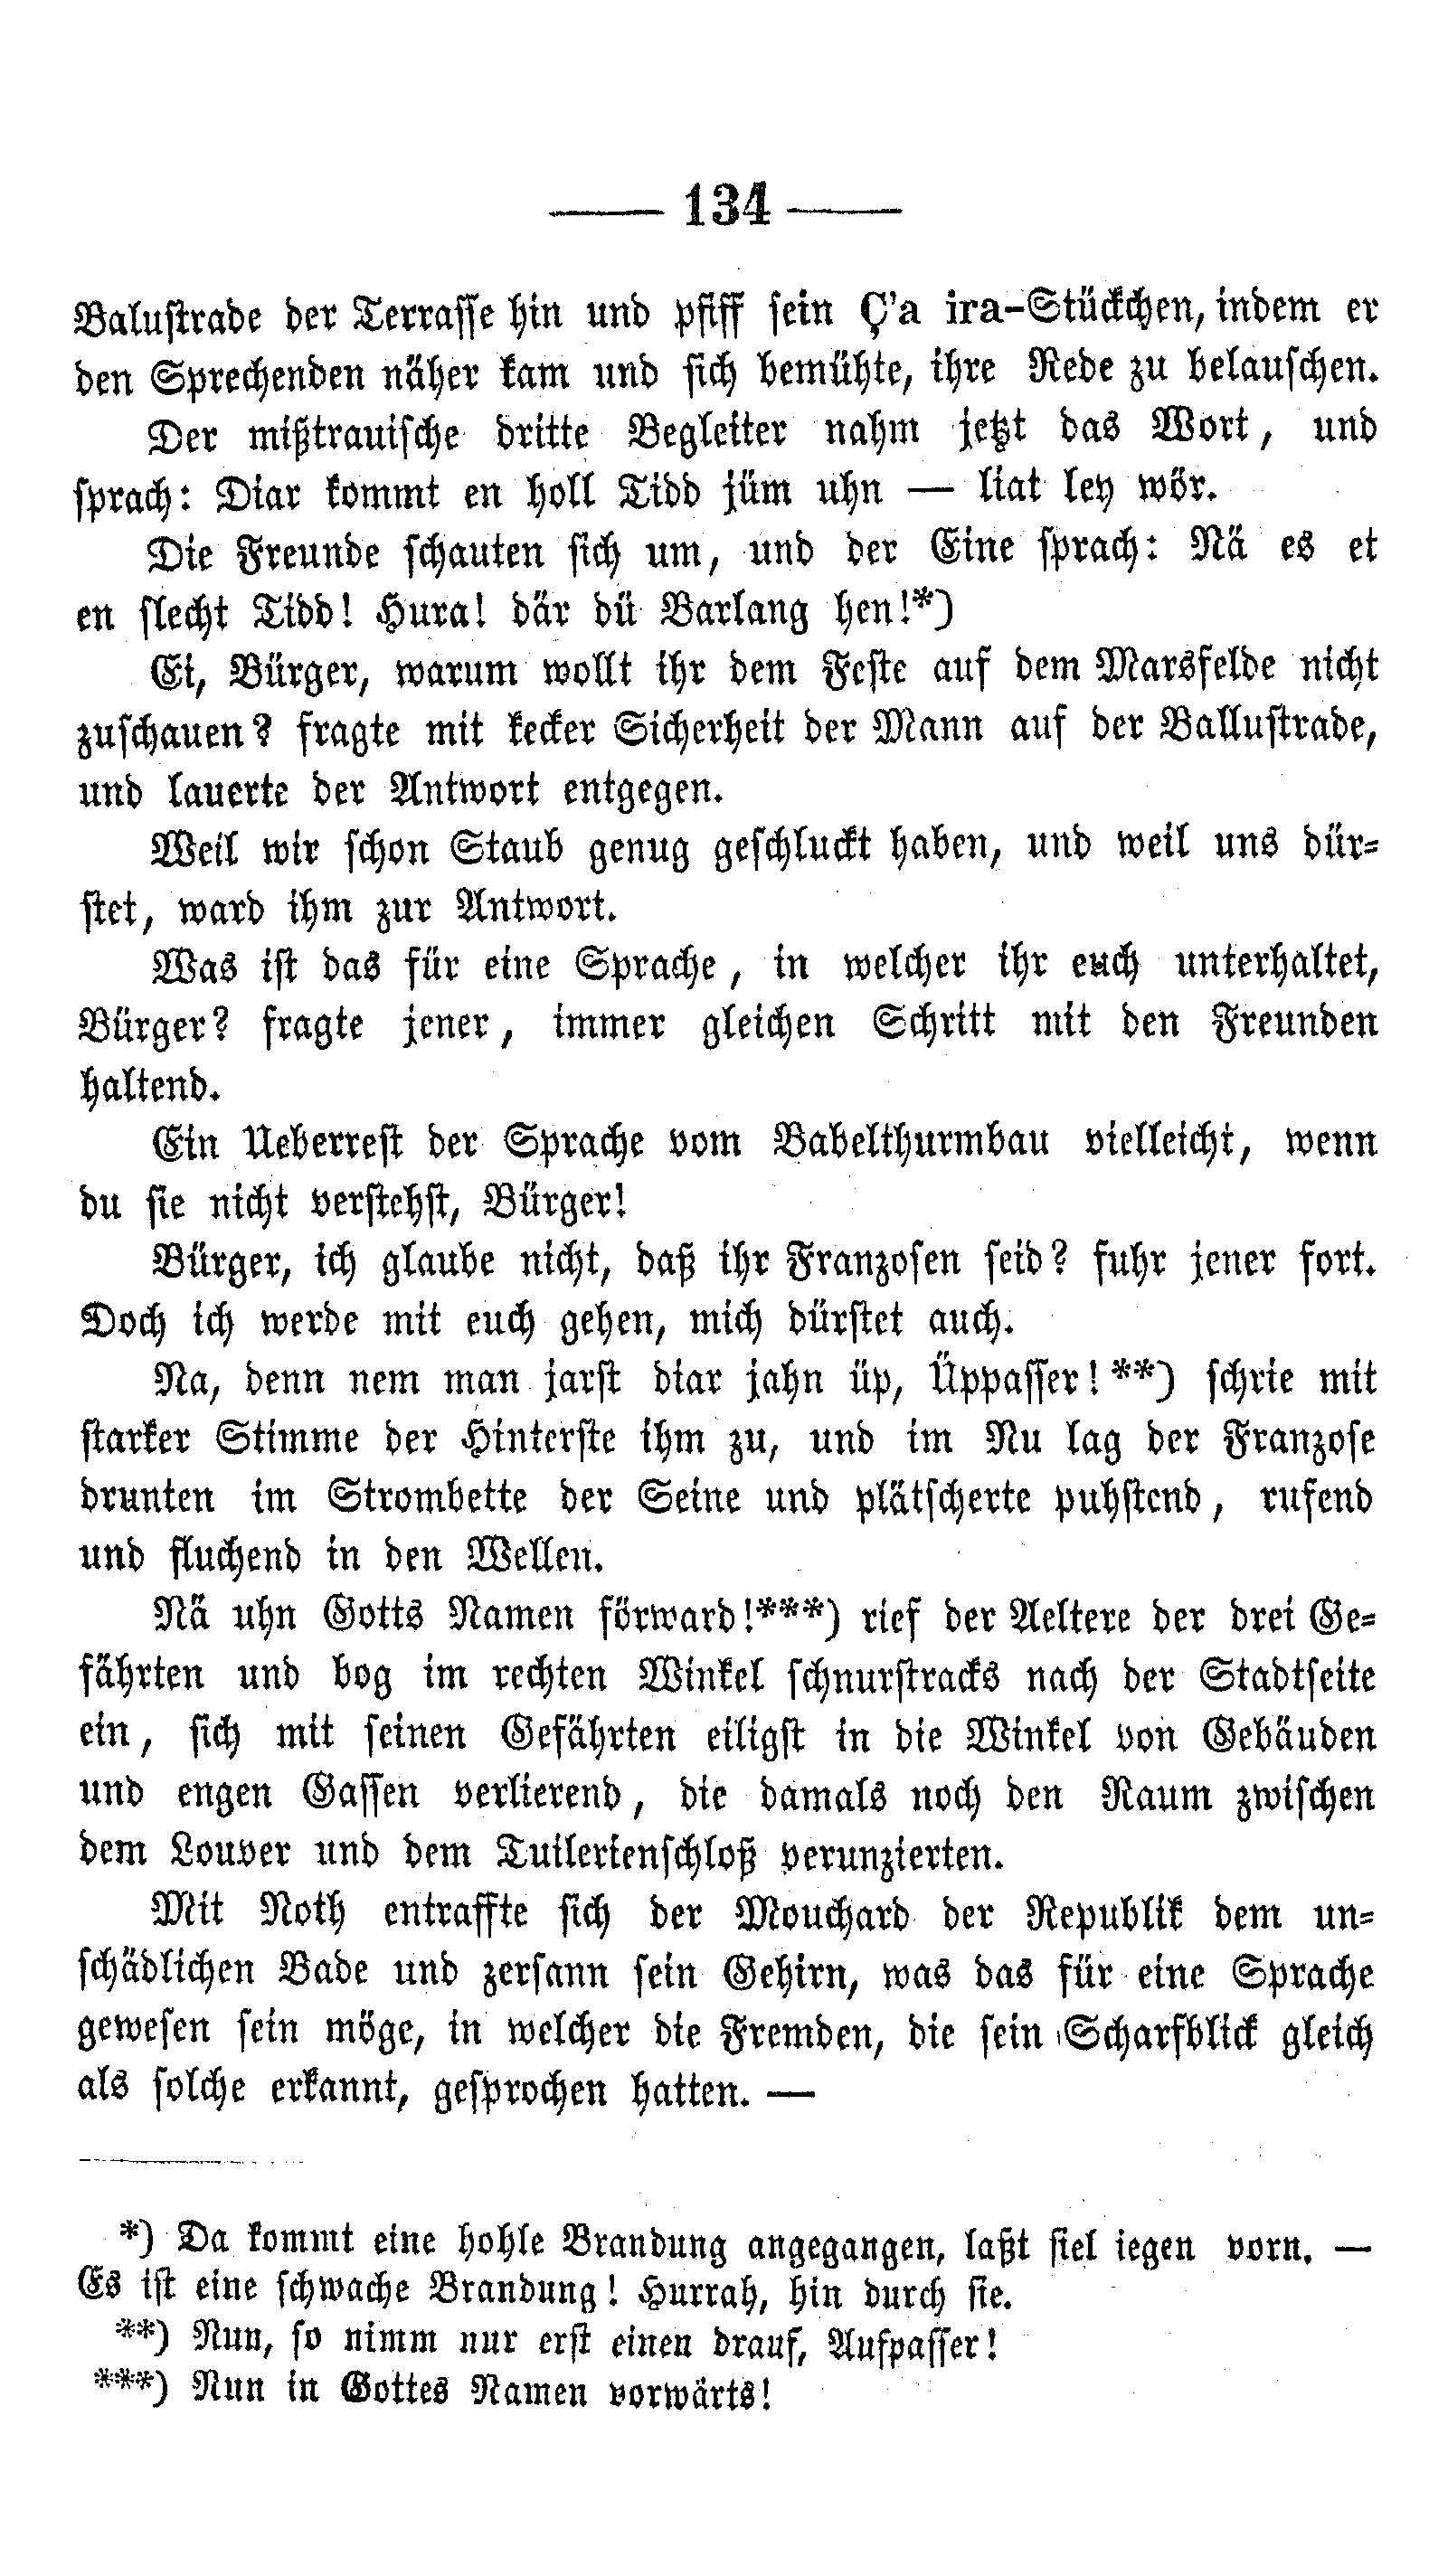 —— 134 ——
Balustrade der Terrasse hin und pfiff sein Ç'a ira-Stückchen, indem er
den Sprechenden näher kam und sich bemühte, ihre Rede zu belauschen.
Der mißtrauische dritte Begleiter nahm jetzt das Wort, und
sprach: Diar kommt en holl Tidd jüm uhn — liat ley wör.
Die Freunde schauten sich um, und der Eine sprach: Nä es et
en slecht Tidd! Hura! där dü Barlang hen!*)
Ei, Bürger, warum wollt ihr dem Feste auf dem Marsfelde nicht
zuschauen? fragte mit kecker Sicherheit der Mann auf der Ballustrade,
und lauerte der Antwort entgegen.
Weil wir schon Staub genug geschluckt haben, und weil uns dür-
stet, ward ihm zur Antwort.
Was ist das für eine Sprache, in welcher ihr euch unterhaltet,
Bürger? fragte jener, immer gleichen Schritt mit den Freunden
haltend.
Ein Ueberrest der Sprache vom Babelthurmbau vielleicht, wenn
du sie nicht verstehst, Bürger!
Bürger, ich glaube nicht, daß ihr Franzosen seid? fuhr jener fort.
Doch ich werde mit euch gehen, mich dürstet auch.
Na, denn nem man jarst diar jahn üp, Üppasser!**) schrie mit
starker Stimme der Hinterste ihm zu, und im Nu lag der Franzose
drunten im Strombette der Seine und plätscherte puhstend, rufend
und fluchend in den Wellen.
Nä uhn Gotts Namen förward!***) rief der Aeltere der drei Ge-
fährten und bog im rechten Winkel schnurstracks nach der Stadtseite
ein, sich mit seinen Gefährten eiligst in die Winkel von Gebäuden
und engen Gassen verlierend, die damals noch den Raum zwischen
dem Louver und dem Tuilerienschloß verunzierten.
Mit Noth entraffte sich der Mouchard der Republik dem un-
schädlichen Bade und zersann sein Gehirn, was das für eine Sprache
gewesen sein möge, in welcher die Fremden, die sein Scharfblick gleich
als solche erkannt, gesprochen hatten. —
*) Da kommt eine hohle Brandung angegangen, laßt siel iegen vorn. —
Es ist eine schwache Brandung! Hurrah, hin durch sie.
**) Nun, so nimm nur erst einen drauf, Aufpasser!
***) Nun in Gottes Namen vorwärts!